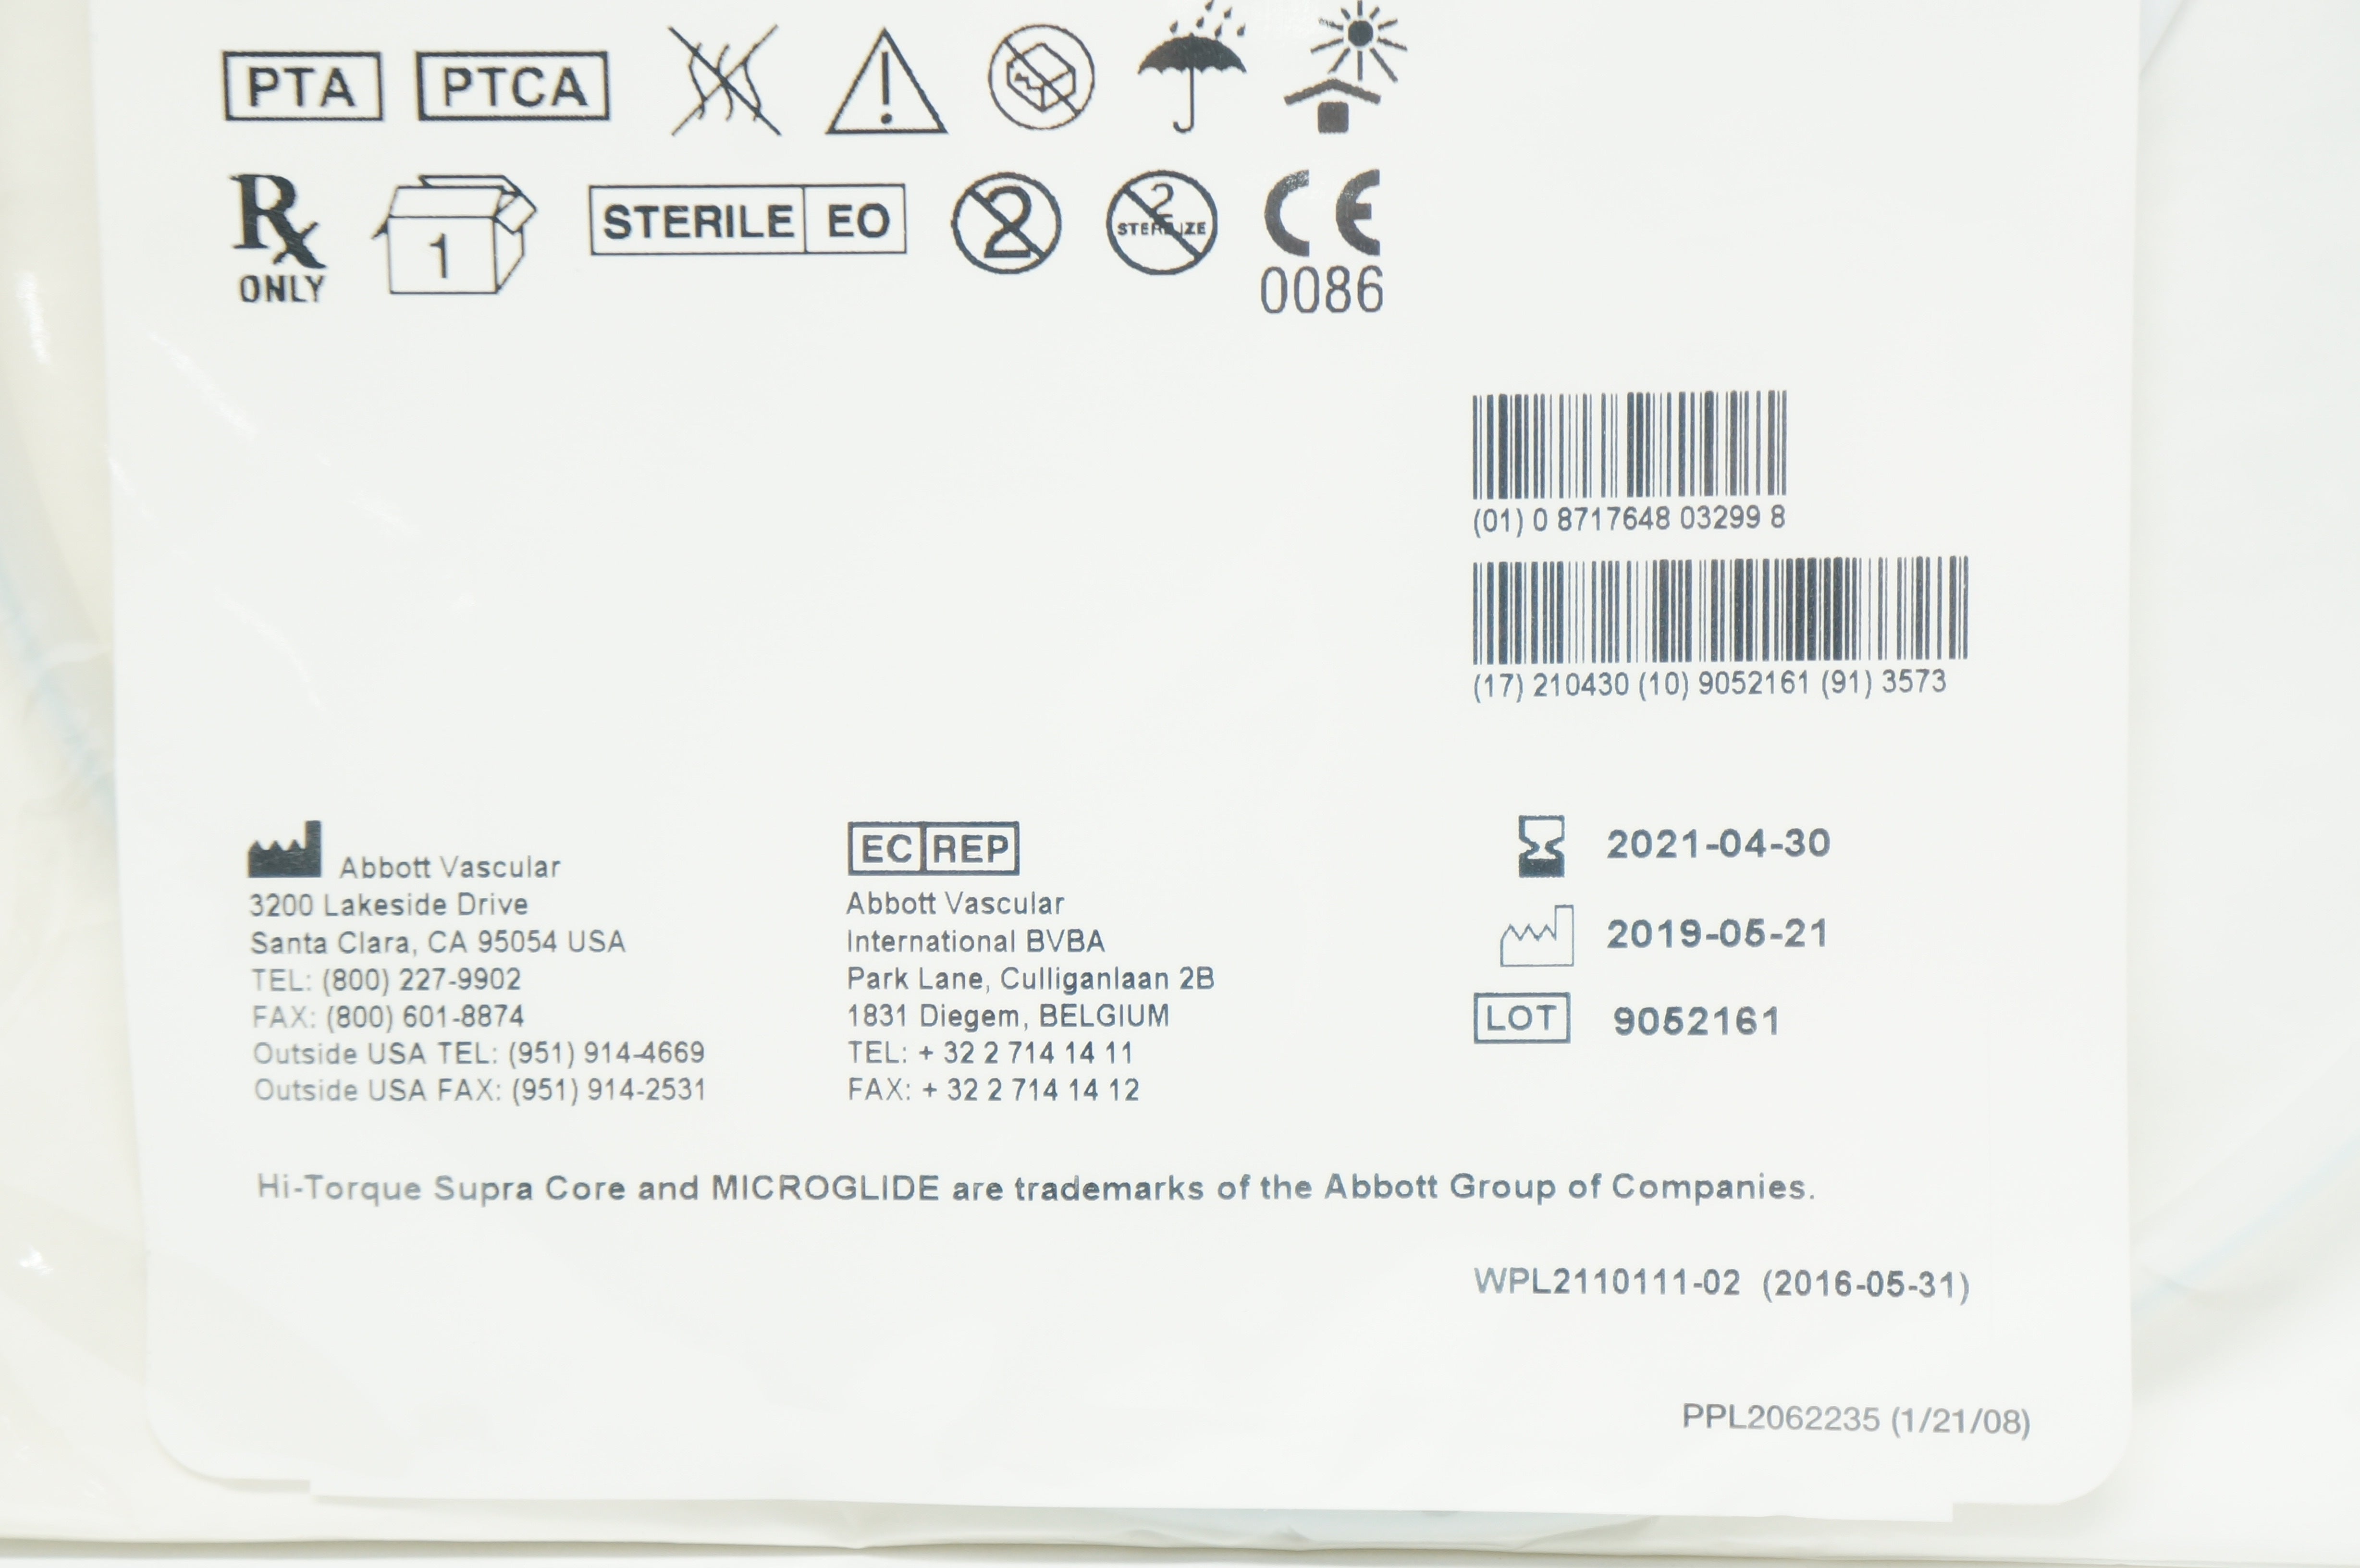 PTA PTCA
Rx ONLY 1 STERILE EO 2 2 STERILIZE CE 0086
(01) 0 8717648 03299 8
(17) 210430 (10) 9052161 (91) 3573
Abbott Vascular
3200 Lakeside Drive
Santa Clara, CA 95054 USA
TEL: (800) 227-9902
FAX: (800) 601-8874
Outside USA TEL: (951) 914-4669
Outside USA FAX: (951) 914-2531
EC REP
Abbott Vascular
International BVBA
Park Lane, Culliganlaan 2B
1831 Diegem, BELGIUM
TEL: + 32 2 714 14 11
FAX: + 32 2 714 14 12
2021-04-30
2019-05-21
LOT 9052161
Hi-Torque Supra Core and MICROGLIDE are trademarks of the Abbott Group of Companies.
WPL2110111-02 (2016-05-31)
PPL2062235 (1/21/08)